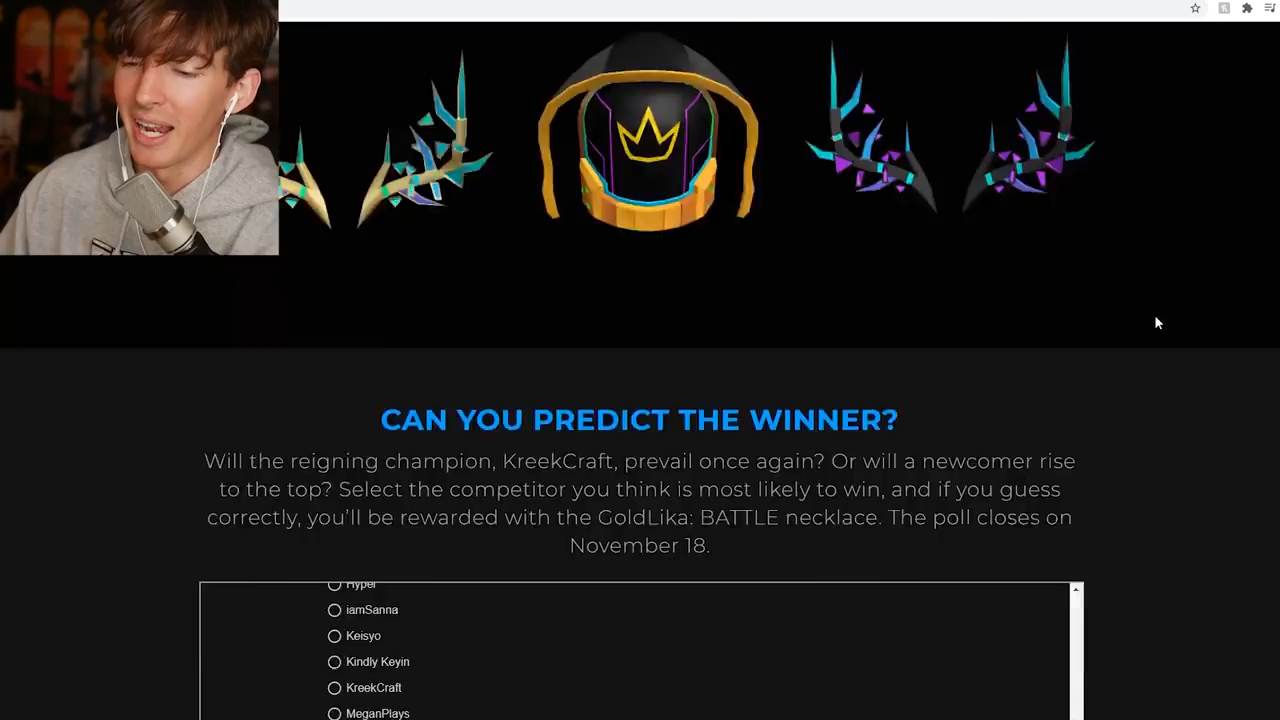 CAN YOU PREDICT THE WINNER?
Will the reigning champion, KreekCraft, prevail once again? Or will a newcomer rise
to the top? Select the competitor you think is most likely to win, and if you guess
correctly, you'll be rewarded with the GoldLika: BATTLE necklace. The poll closes on
November 18.
Hyper
iamSanna
Keisyo
Kindly Keyin
KreekCraft
MeganPlays